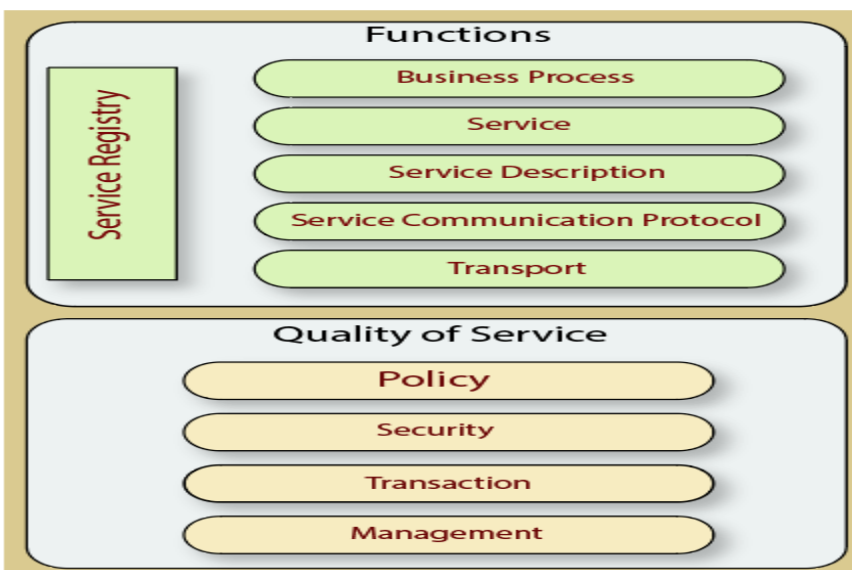 Functions
Service Registry
Business Process
Service
Service Description
Service Communication Protocol
Transport
Quality of Service
Policy
Security
Transaction
Management